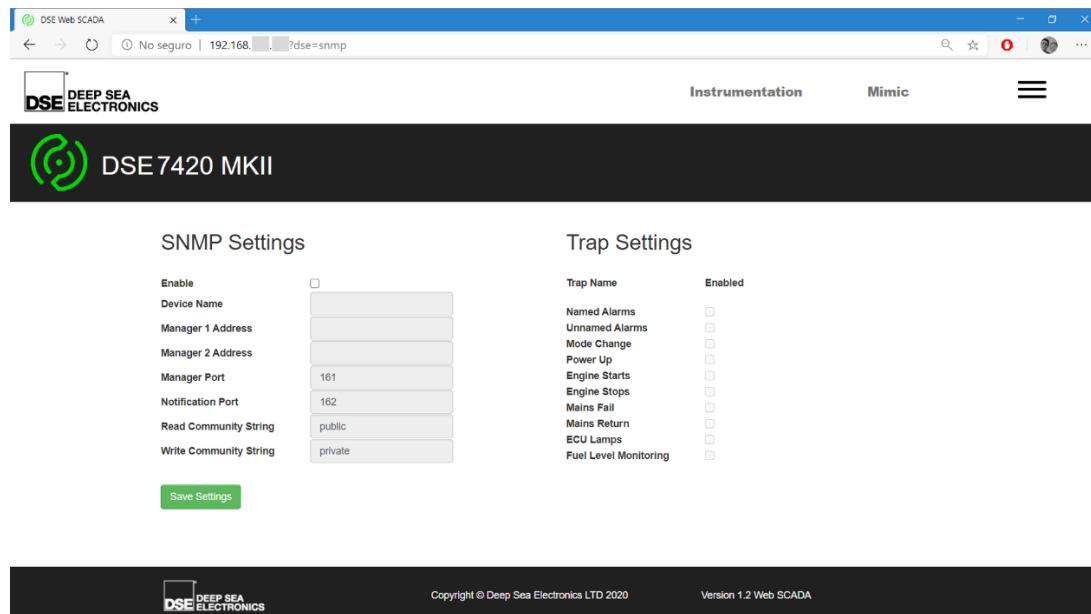 DSE Web SCADA
No seguro | 192.168. . ?dse=snmp
DSE DEEP SEA ELECTRONICS
Instrumentation Mimic
DSE 7420 MKII
SNMP Settings
Enable
Device Name
Manager 1 Address
Manager 2 Address
Manager Port 161
Notification Port 162
Read Community String public
Write Community String private
Save Settings
Trap Settings
Trap Name Enabled
Named Alarms
Unnamed Alarms
Mode Change
Power Up
Engine Starts
Engine Stops
Mains Fail
Mains Return
ECU Lamps
Fuel Level Monitoring
DSE DEEP SEA ELECTRONICS
Copyright © Deep Sea Electronics LTD 2020
Version 1.2 Web SCADA